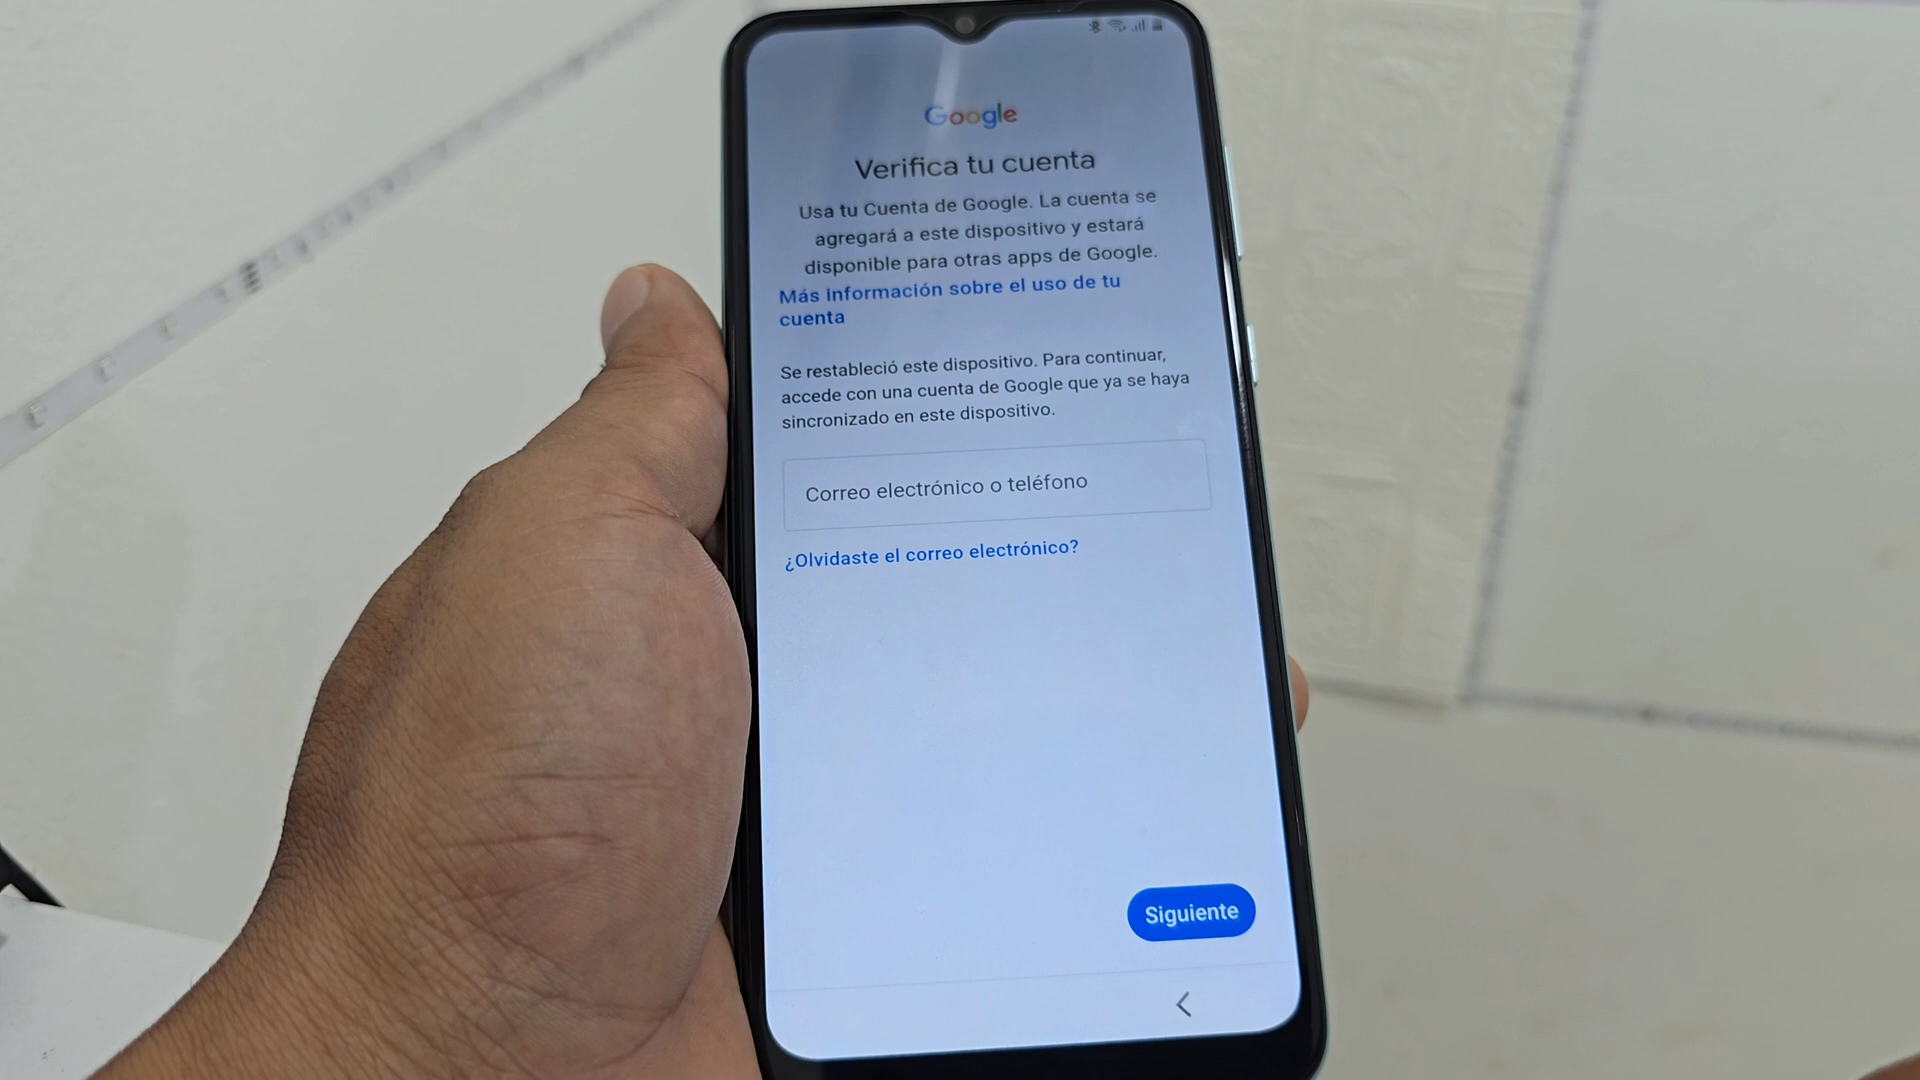 Google
Verifica tu cuenta
Usa tu Cuenta de Google. La cuenta se
agregará a este dispositivo y estará
disponible para otras apps de Google.
Más información sobre el uso de tu
cuenta
Se restableció este dispositivo. Para continuar,
accede con una cuenta de Google que ya se haya
sincronizado en este dispositivo.
Correo electrónico o teléfono
¿Olvidaste el correo electrónico?
Siguiente